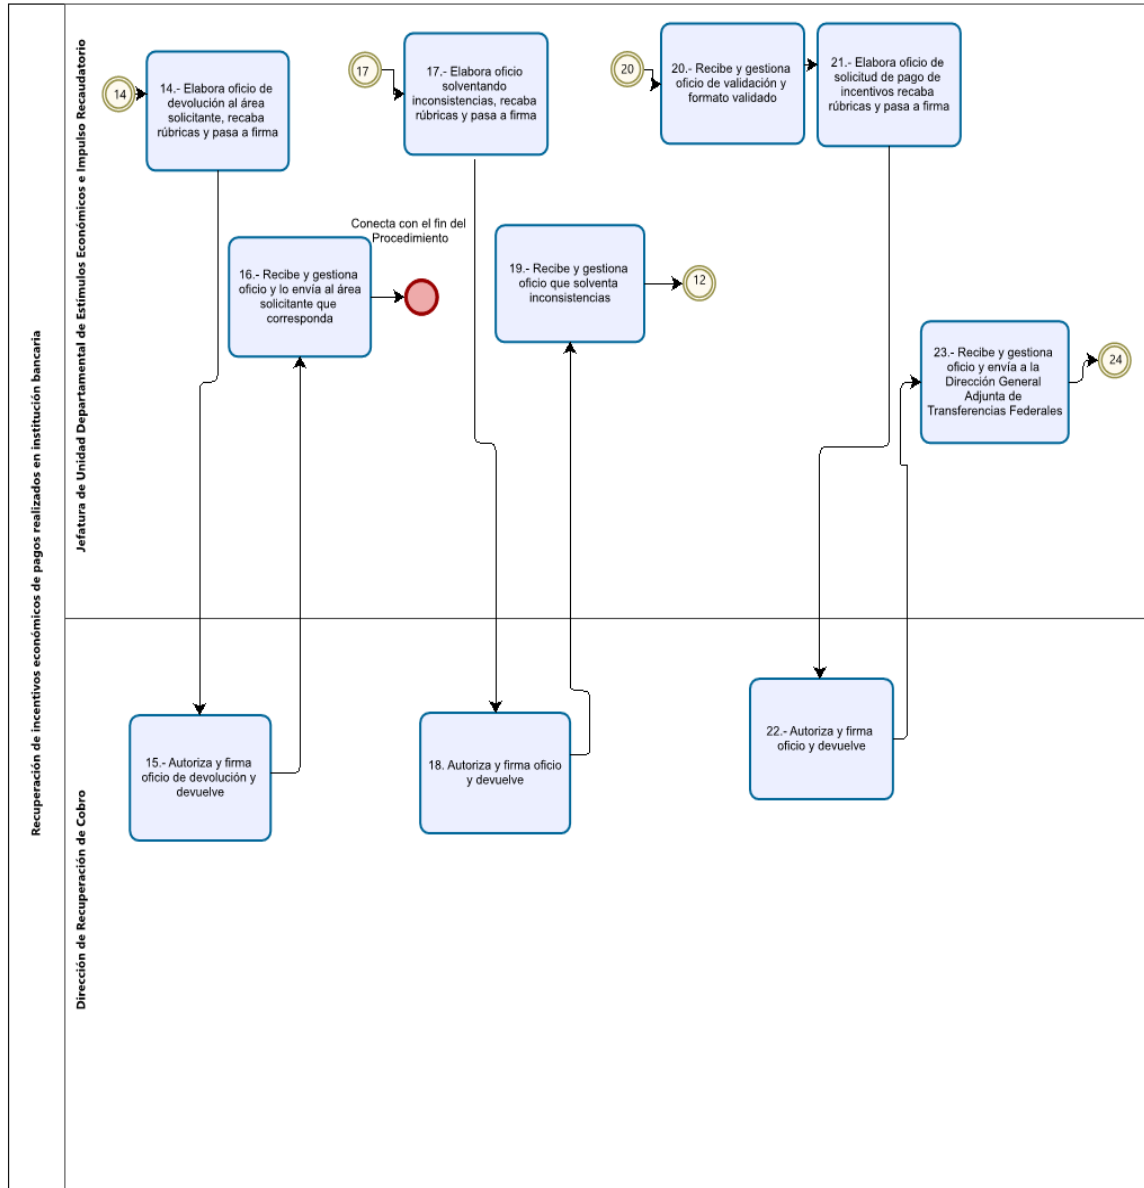 Recuperación de incentivos económicos de pagos realizados en institución bancaria
Jefatura de Unidad Departamental de Estímulos Económicos e Impulso Recaudatorio
14
14.- Elabora oficio de
devolución al área
solicitante, recaba
rúbricas y pasa a firma
17
17.- Elabora oficio
solventando
inconsistencias, recaba
rúbricas y pasa a firma
20
20.- Recibe y gestiona
oficio de validación y
formato validado
21.- Elabora oficio de
solicitud de pago de
incentivos recaba
rúbricas y pasa a firma
16.- Recibe y gestiona
oficio y lo envía al área
solicitante que
corresponda
Conecta con el fin del
Procedimiento
19.- Recibe y gestiona
oficio que solventa
inconsistencias
12
23.- Recibe y gestiona
oficio y envía a la
Dirección General
Adjunta de
Transferencias Federales
24
Dirección de Recuperación de Cobro
15.- Autoriza y firma
oficio de devolución y
devuelve
18. Autoriza y firma oficio
y devuelve
22.- Autoriza y firma
oficio y devuelve